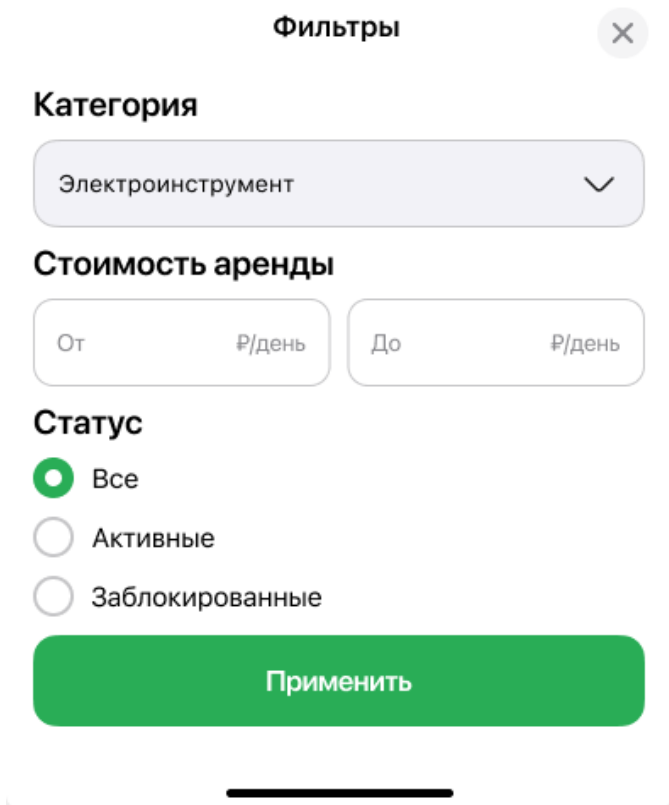 Фильтры
Категория
Электроинструмент
Стоимость аренды
От ₽/день До ₽/день
Статус
Все
Активные
Заблокированные
Применить